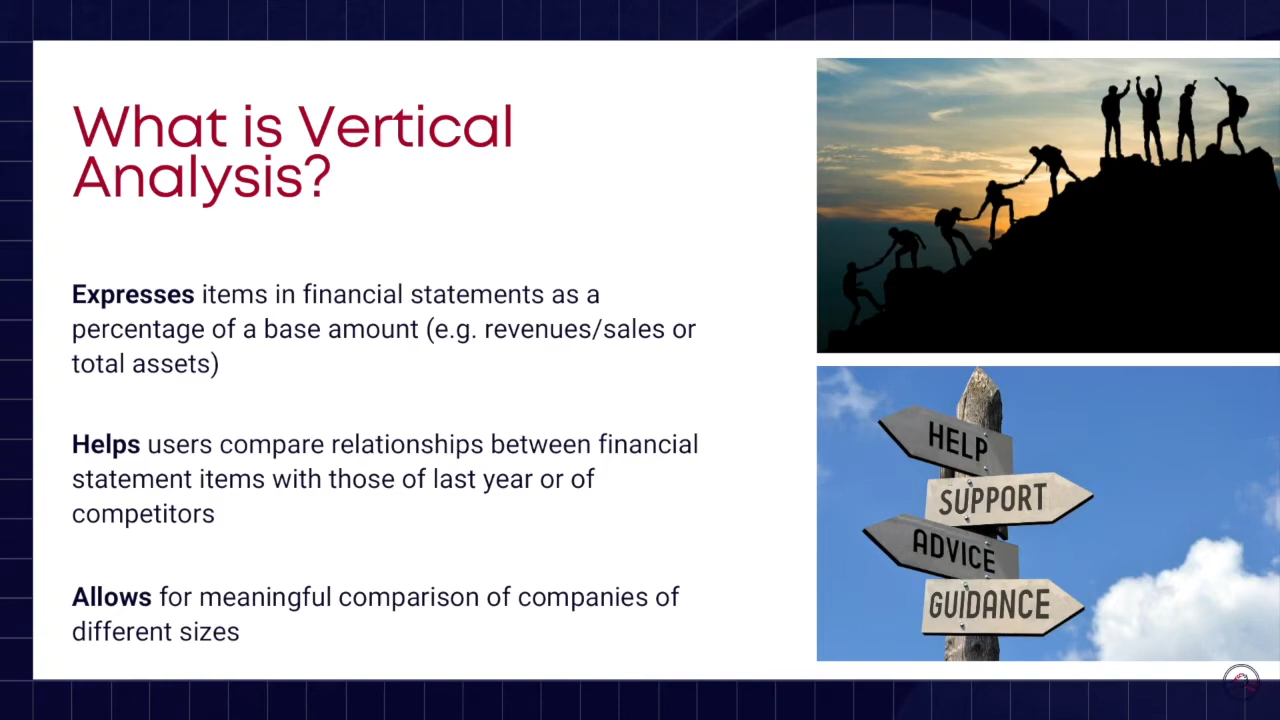 What is Vertical
Analysis?
Expresses items in financial statements as a
percentage of a base amount (e.g. revenues/sales or
total assets)
Helps users compare relationships between financial
statement items with those of last year or of
competitors
Allows for meaningful comparison of companies of
different sizes
HELP
SUPPORT
ADVICE
GUIDANCE